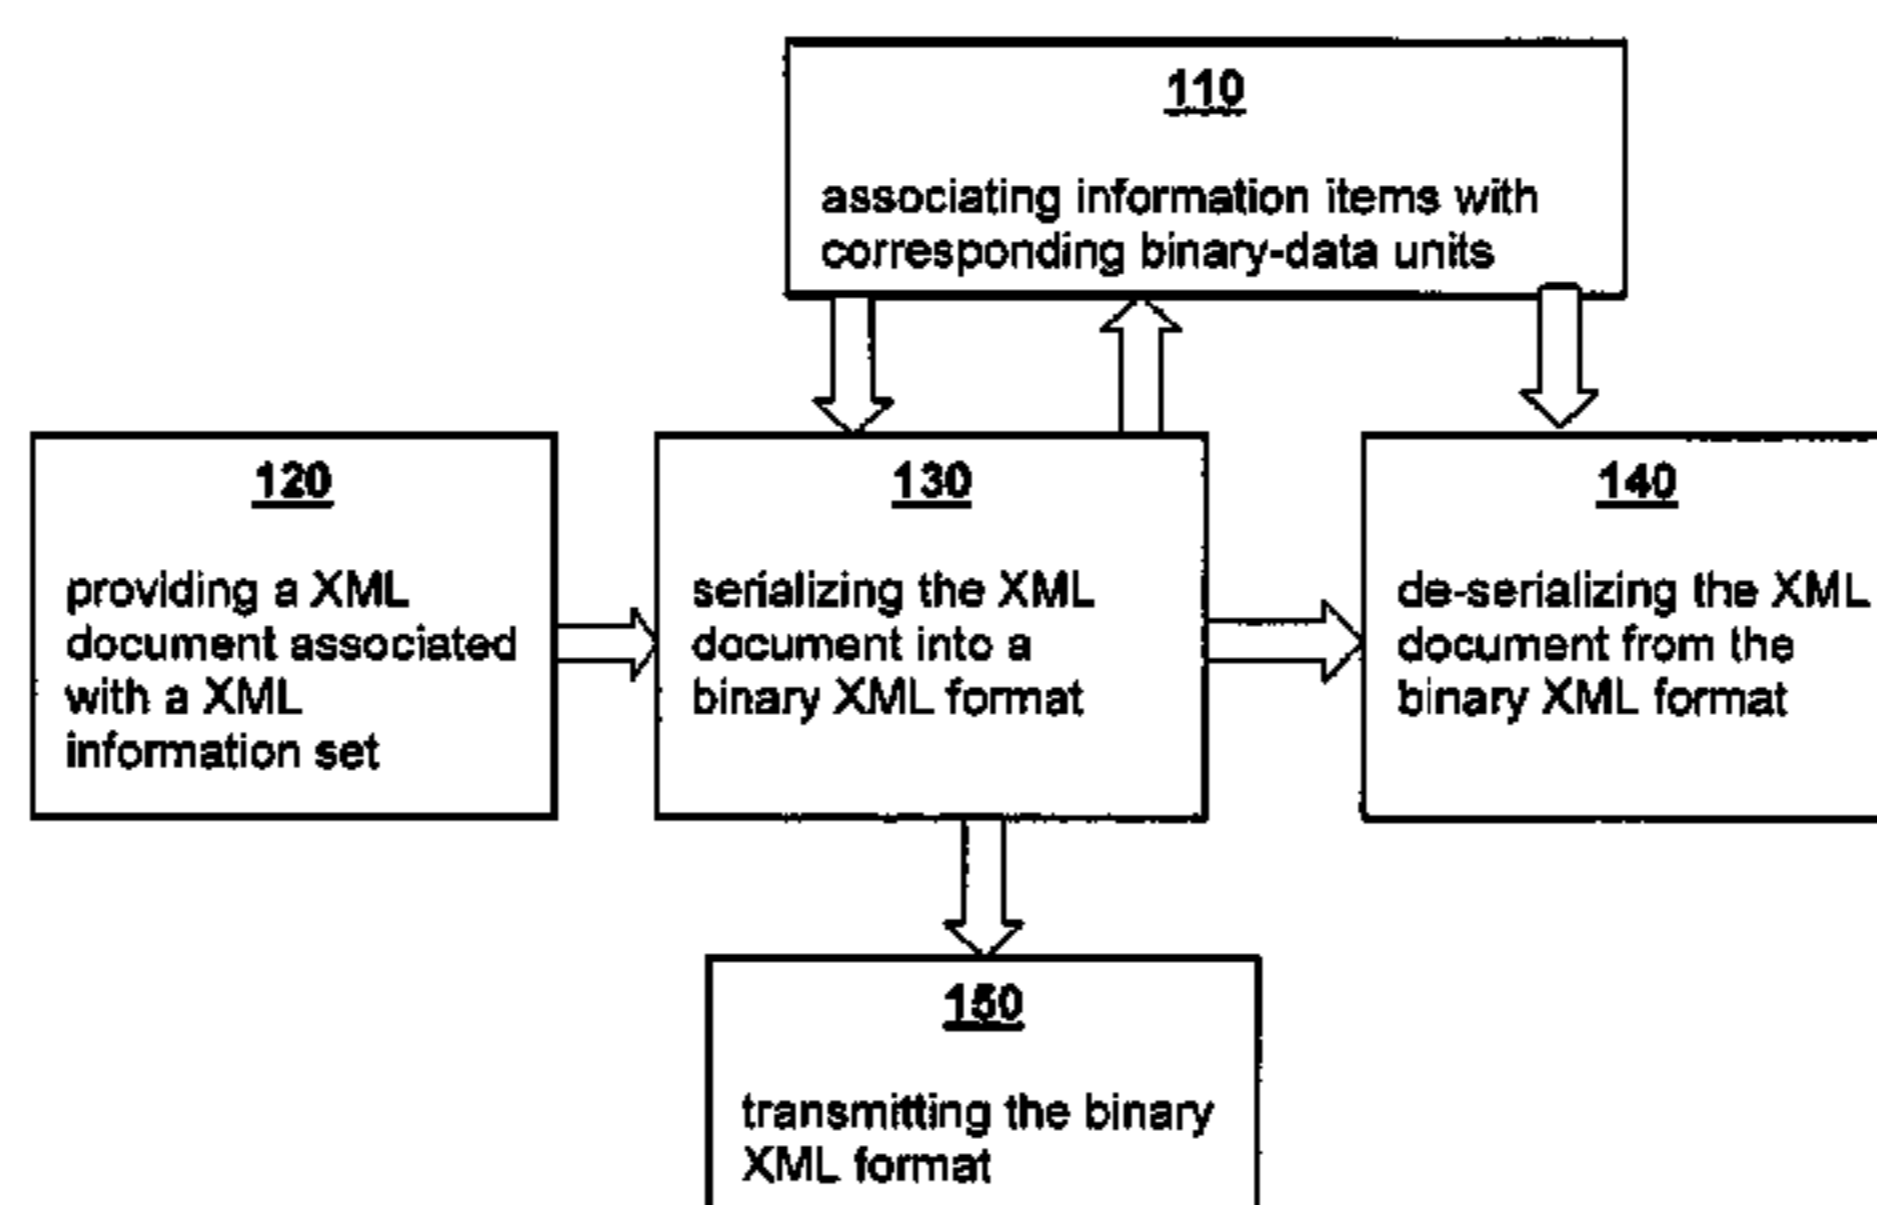 110
associating information items with
corresponding binary-data units
120
providing a XML
document associated
with a XML
information set
130
serializing the XML
document into a
binary XML format
140
de-serializing the XML
document from the
binary XML format
150
transmitting the binary
XML format